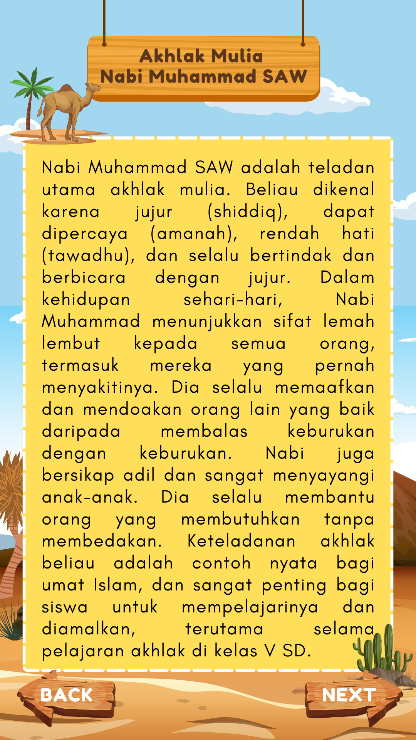 Akhlak Mulia
Nabi Muhammad SAW
Nabi Muhammad SAW adalah teladan
utama akhlak mulia. Beliau dikenal
karena jujur (shiddiq), dapat
dipercaya (amanah), rendah hati
(tawadhu), dan selalu bertindak dan
berbicara dengan jujur. Dalam
kehidupan sehari-hari, Nabi
Muhammad menunjukkan sifat lemah
lembut kepada semua orang,
termasuk mereka yang pernah
menyakitinya. Dia selalu memaafkan
dan mendoakan orang lain yang baik
daripada membalas keburukan
dengan keburukan. Nabi juga
bersikap adil dan sangat menyayangi
anak-anak. Dia selalu membantu
orang yang membutuhkan tanpa
membedakan. Keteladanan akhlak
beliau adalah contoh nyata bagi
umat Islam, dan sangat penting bagi
siswa untuk mempelajarinya dan
diamalkan, terutama selama
pelajaran akhlak di kelas V SD.
BACK
NEXT